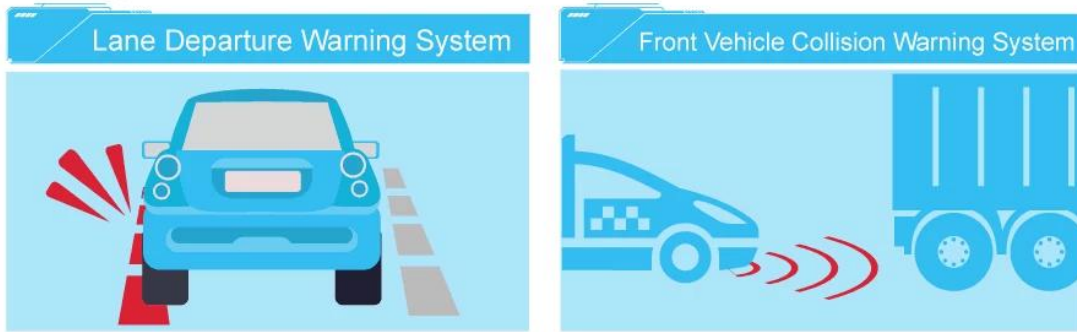 Lane Departure Warning System
Front Vehicle Collision Warning System